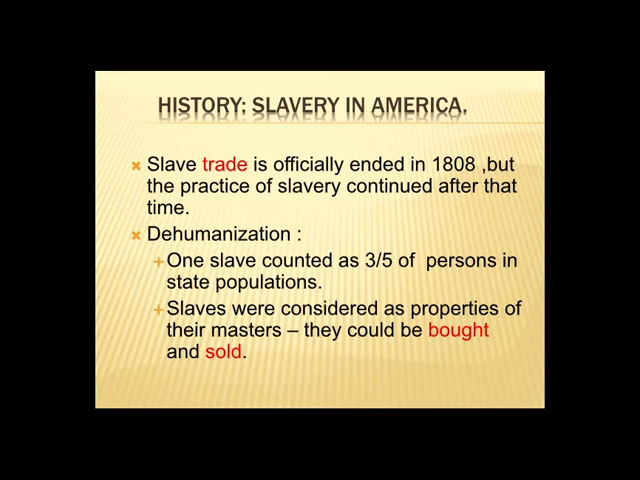 HISTORY: SLAVERY IN AMERICA.
Slave trade is officially ended in 1808 ,but
the practice of slavery continued after that
time.
Dehumanization :
One slave counted as 3/5 of  persons in
state populations.
Slaves were considered as properties of
their masters – they could be bought
and sold.